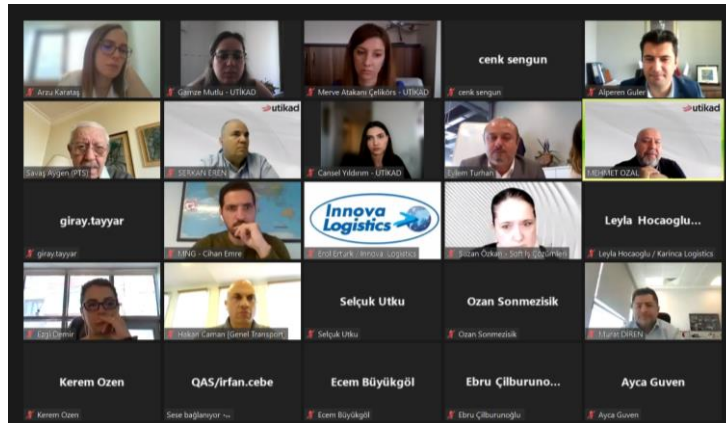 cenk sengun
Arzu Karataş
Gamze Mutlu - UTİKAD
Merve Atakani Çelikörs - UTİKAD
cenk sengun
Alperen Guler
utikad
utikad
Savaş Aygen (PTS)
SERKAN EREN
Cansel Yıldırım - UTİKAD
Eylem Turhan
MEHMET OZAL
giray.tayyar
Innova
Logistics
Leyla Hocaoglu...
giray.tayyar
MNG - Cihan Emre
Erol Ertürk - Innova Logistics
Suzan Özkan - Soft İş Çözümleri
Leyla Hocaoglu / Karinca Logistics
Selçuk Utku
Ozan Sonmezisik
Ezgi Demir
Hakan Caman (Genel Transport)
Selçuk Utku
Ozan Sonmezisik
Murat DİREN
Kerem Ozen
QAS/irfan.cebe
Ecem Büyükgöl
Ebru Çilburuno...
Ayca Guven
Kerem Ozen
Sese bağlanıyor
Ecem Büyükgöl
Ebru Çilburunoğlu
Ayca Guven